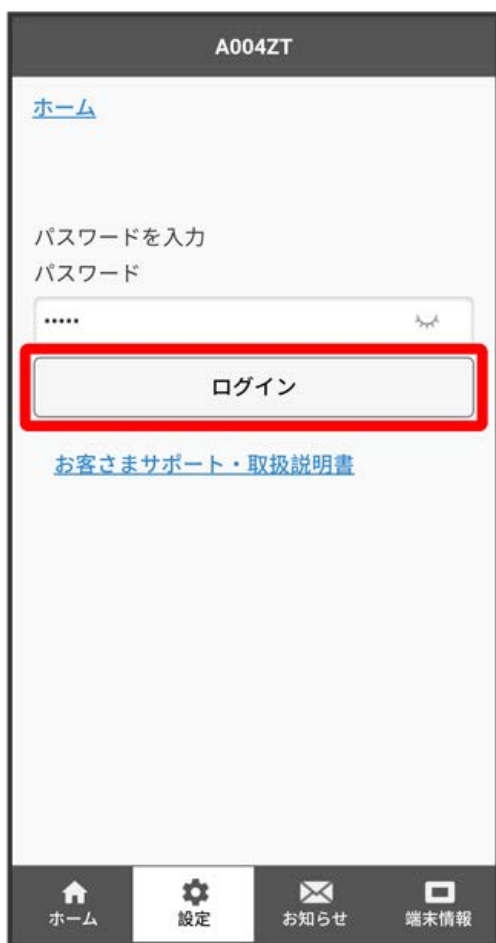 A004ZT
ホーム
パスワードを入力
パスワード
•••••
ログイン
お客さまサポート・取扱説明書
ホーム
設定
お知らせ
端末情報